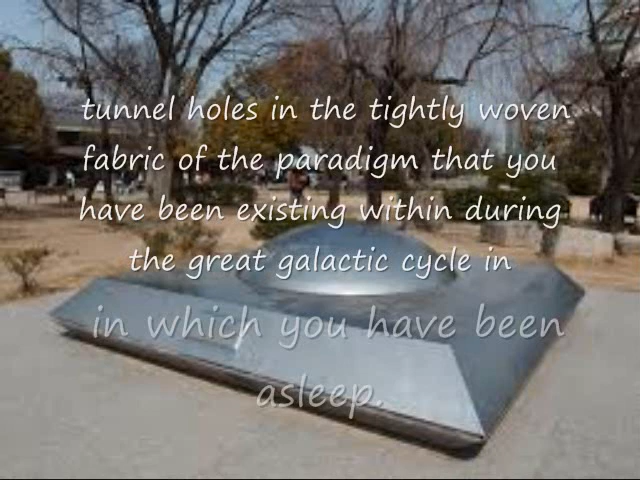 tunnel holes in the tightly woven
fabric of the paradigm that you
have been existing within during
the great galactic cycle in
in which you have been
asleep.